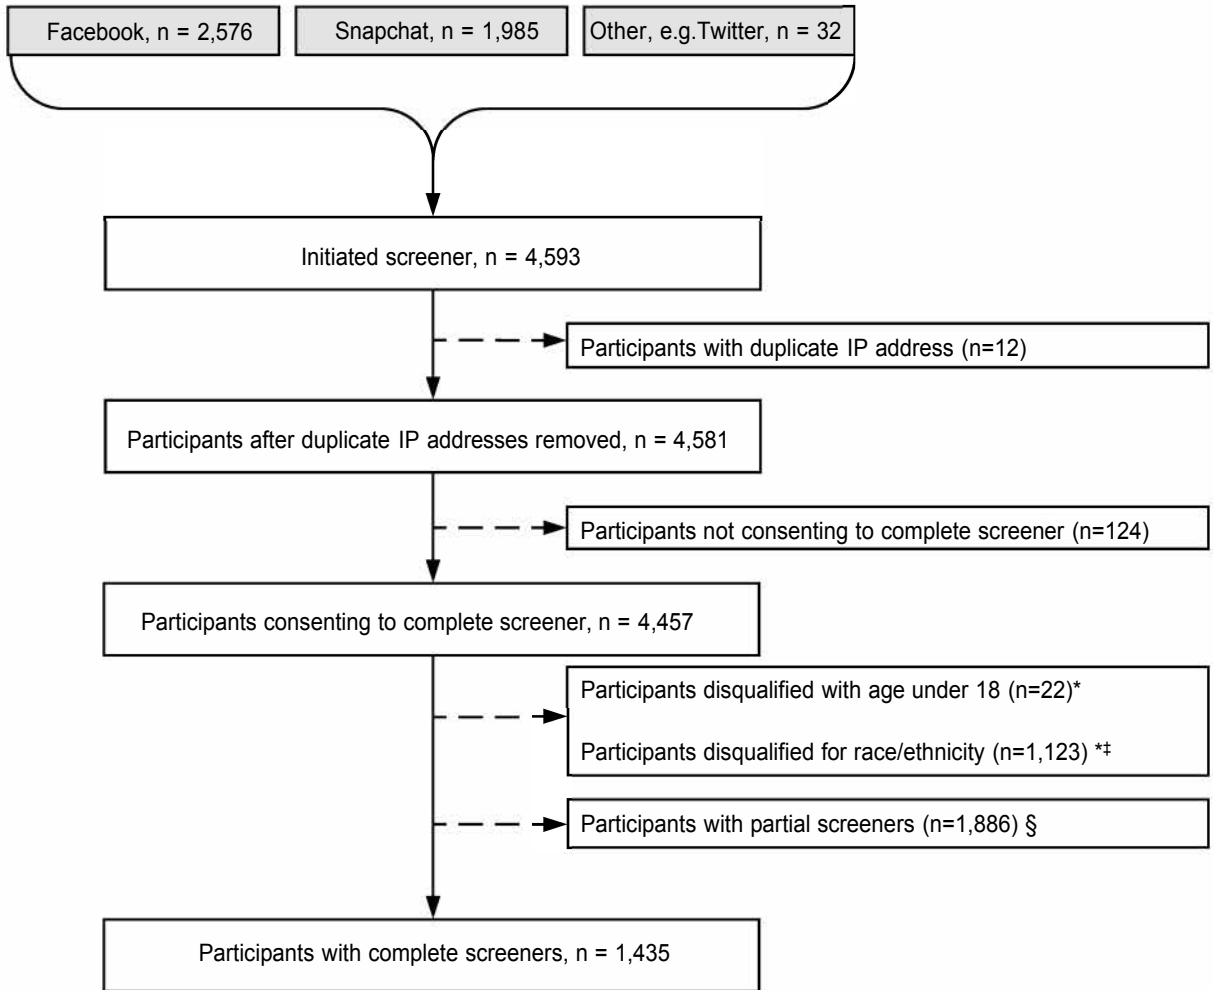 Facebook, n = 2,576
Snapchat, n = 1,985
Other, e.g.Twitter, n = 32
Initiated screener, n = 4,593
Participants with duplicate IP address (n=12)
Participants after duplicate IP addresses removed, n = 4,581
Participants not consenting to complete screener (n=124)
Participants consenting to complete screener, n = 4,457
Participants disqualified with age under 18 (n=22)*
Participants disqualified for race/ethnicity (n=1,123) *‡
Participants with partial screeners (n=1,886) §
Participants with complete screeners, n = 1,435